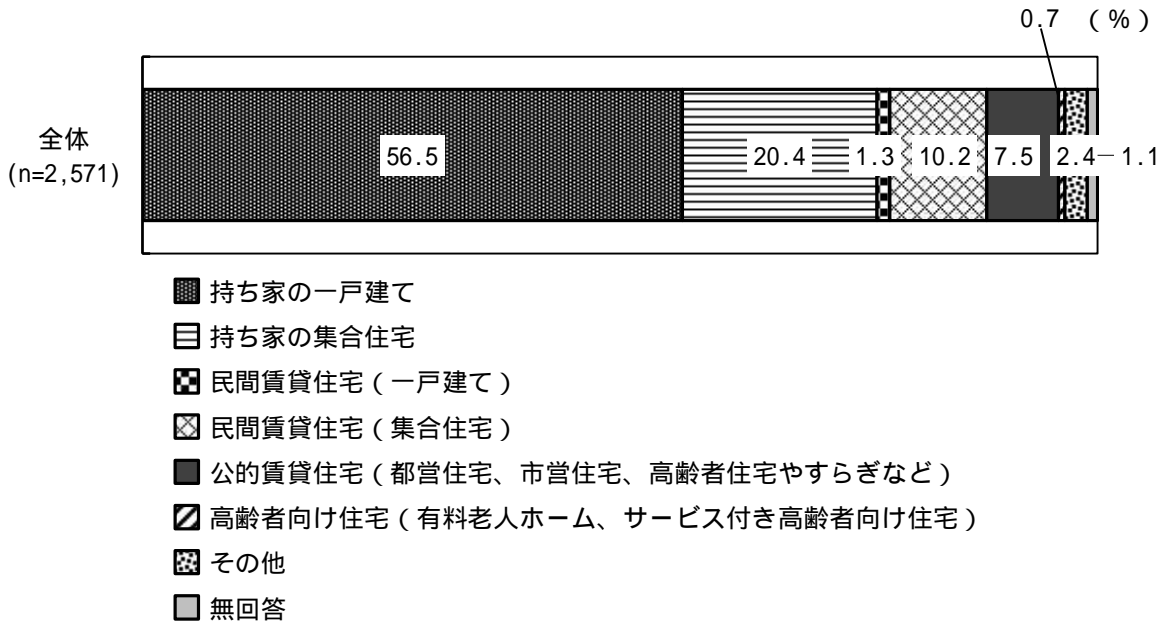 0.7 (%)
全体
(n=2,571)
56.5 20.4 1.3 10.2 7.5 2.4 1.1
持ち家の一戸建て
持ち家の集合住宅
民間賃貸住宅(一戸建て)
民間賃貸住宅(集合住宅)
公的賃貸住宅(都営住宅、市営住宅、高齢者住宅やすらぎなど)
高齢者向け住宅(有料老人ホーム、サービス付き高齢者向け住宅)
その他
無回答